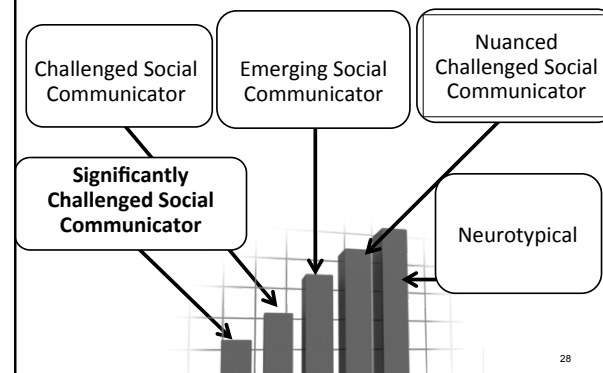 Challenged Social
Communicator
Emerging Social
Communicator
Nuanced
Challenged Social
Communicator
Significantly
Challenged Social
Communicator
Neurotypical
28